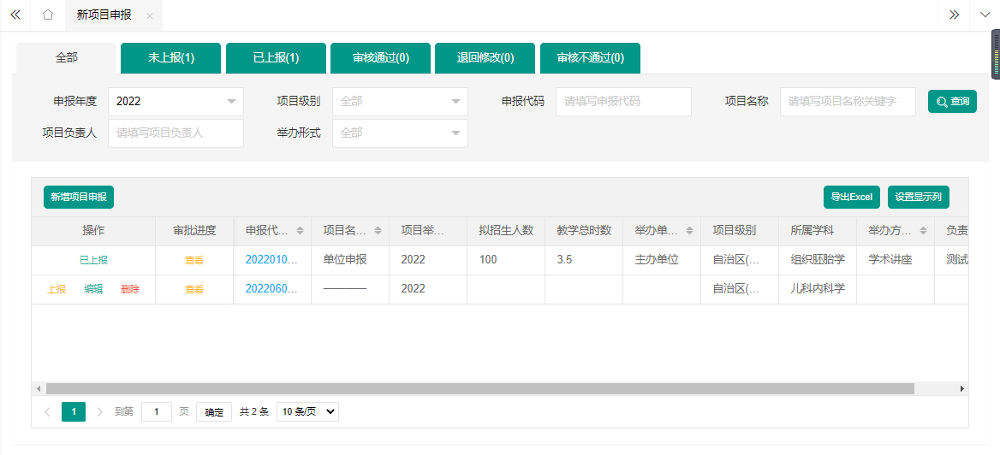 新项目申报
全部 未上报(1) 已上报(1) 审核通过(0) 退回修改(0) 审核不通过(0)
申报年度 2022 项目级别 全部 申报代码 请填写申报代码 项目名称 请填写项目名称关键字 查询
项目负责人 请填写项目负责人 举办形式 全部
新增项目申报 导出Excel 设置显示列
操作 审批进度 申报代... 项目名... 项目举... 拟招生人数 教学总时数 举办单... 项目级别 所属学科 举办方... 负责
已上报 查看 2022010... 单位申报 2022 100 3.5 主办单位 自治区(... 组织胚胎学 学术讲座 测试
上报 编辑 删除 查看 2022060... ———— 2022 自治区(... 儿科内科学
1 到第 1 页 确定 共 2 条 10 条/页